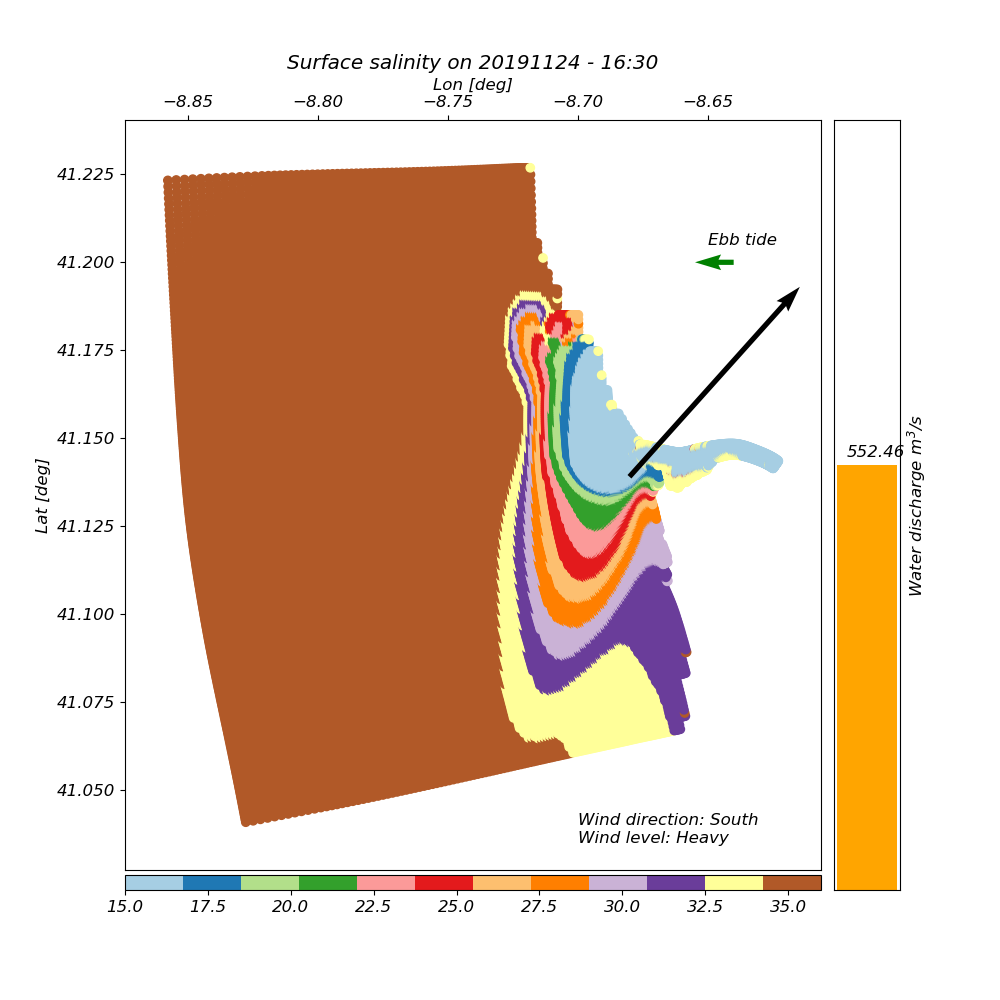 Surface salinity on 20191124 - 16:30
Lon [deg]
−8.85 −8.80 −8.75 −8.70 −8.65
41.225
41.200
41.175
41.150
41.125
41.100
41.075
41.050
Lat [deg]
Ebb tide
552.46
Water discharge m³/s
Wind direction: South
Wind level: Heavy
15.0 17.5 20.0 22.5 25.0 27.5 30.0 32.5 35.0